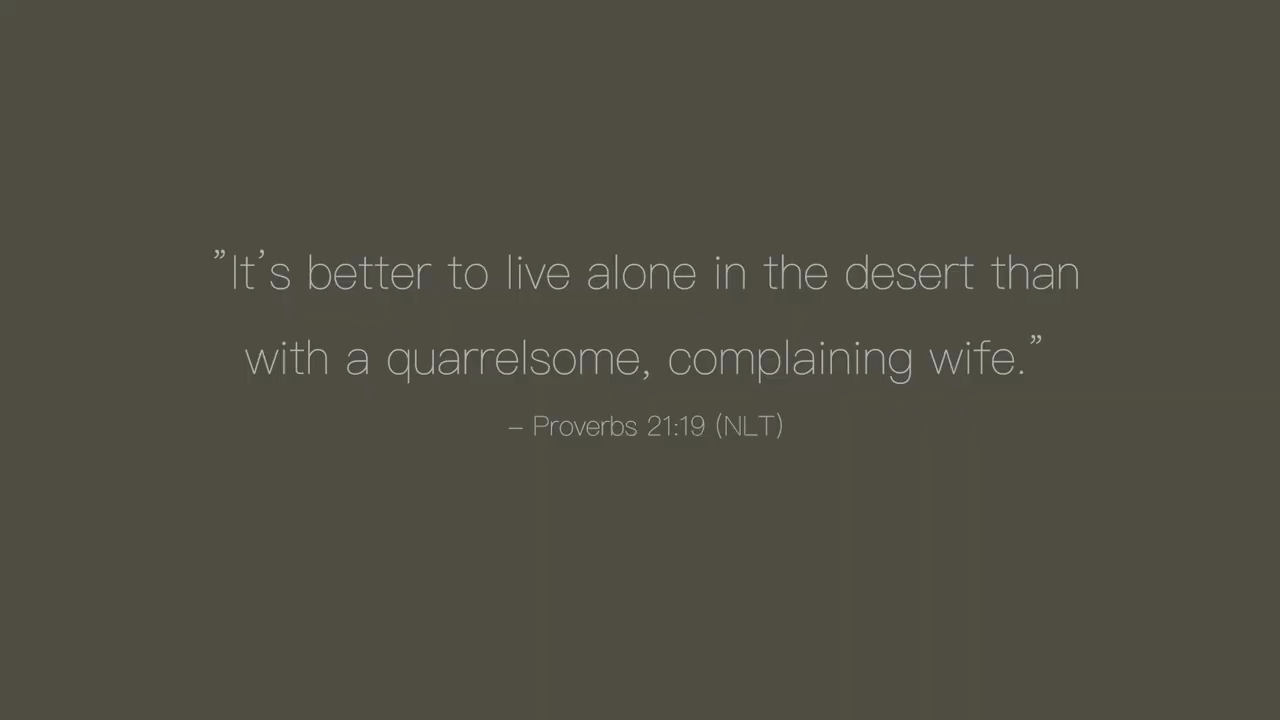 ”It’s better to live alone in the desert than
with a quarrelsome, complaining wife.”
– Proverbs 21:19 (NLT)